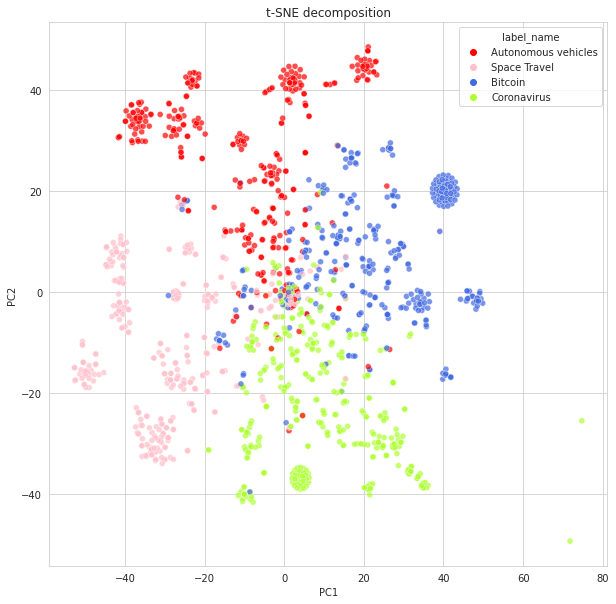 t-SNE decomposition
label_name
Autonomous vehicles
Space Travel
Bitcoin
Coronavirus
40
20
0
−20
−40
PC2
−40
−20
0
20
40
60
80
PC1